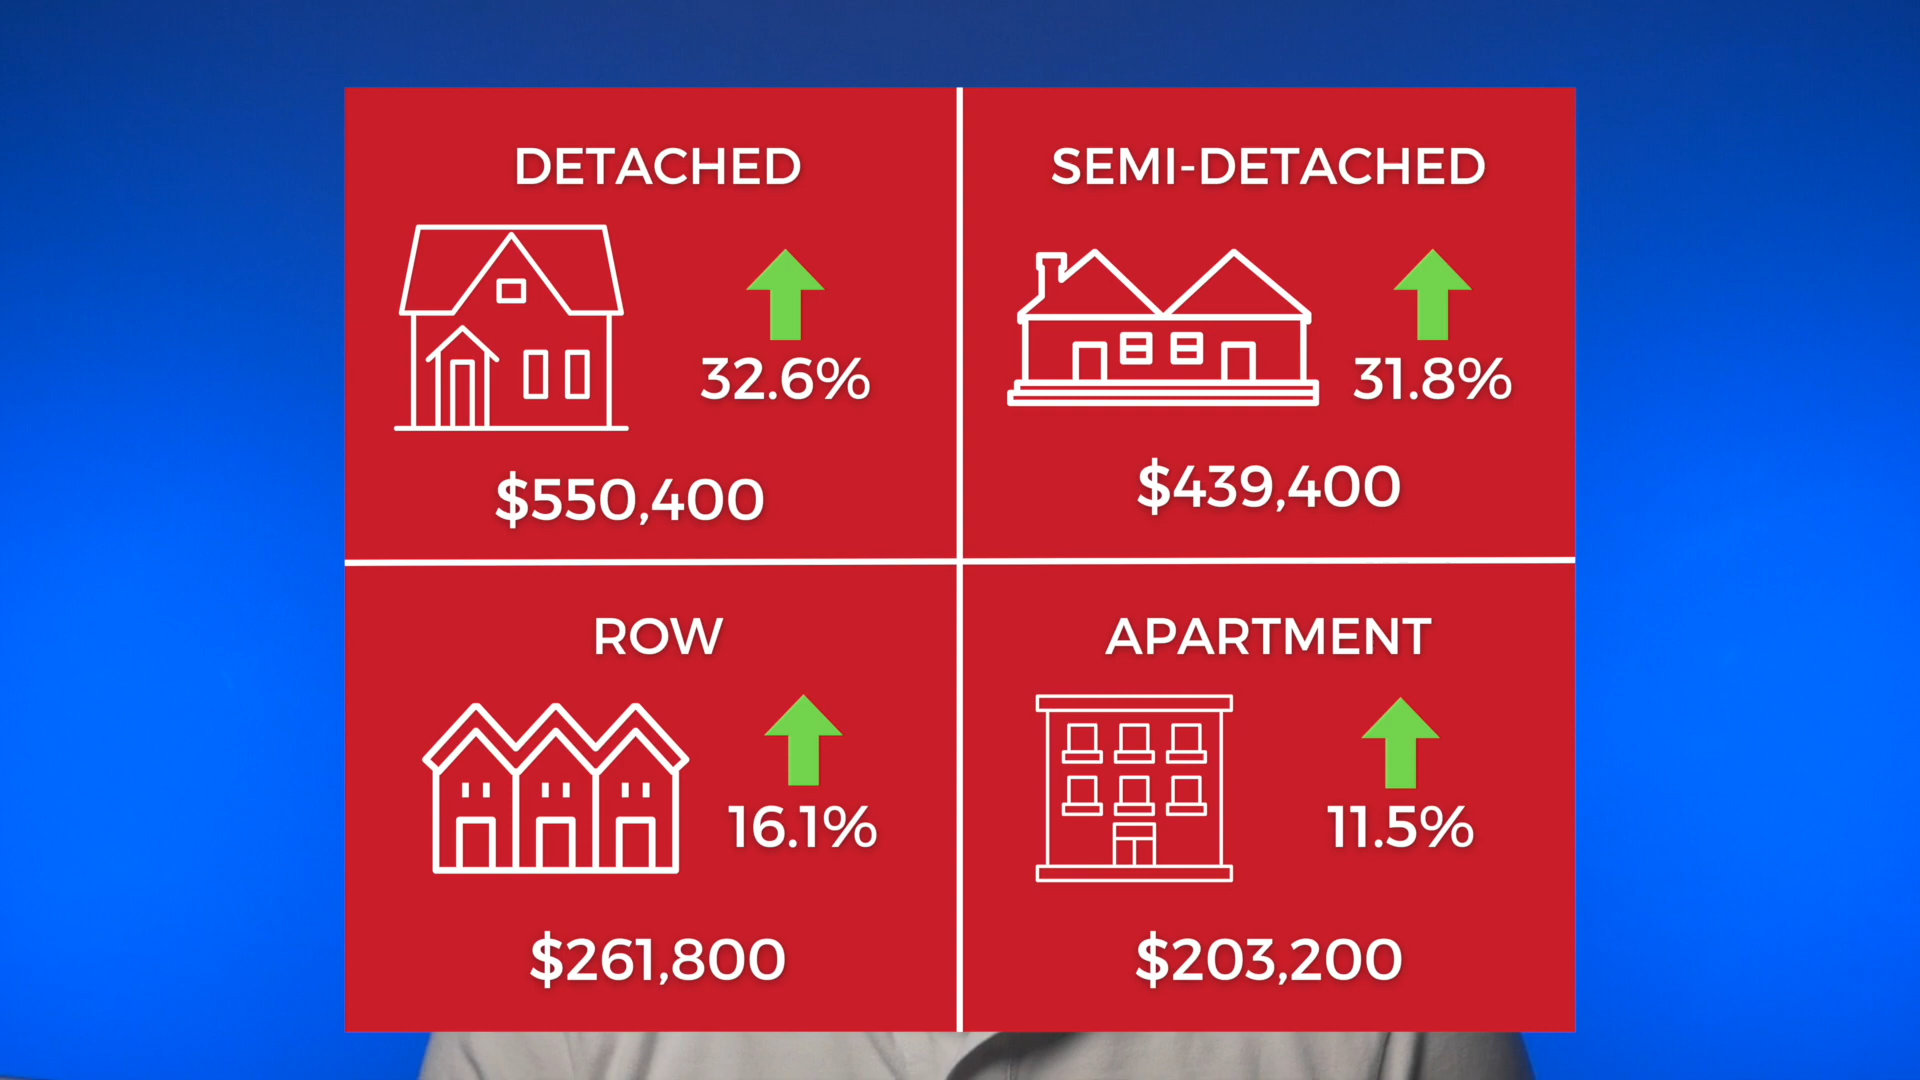 DETACHED
32.6%
$550,400
SEMI-DETACHED
31.8%
$439,400
ROW
16.1%
$261,800
APARTMENT
11.5%
$203,200